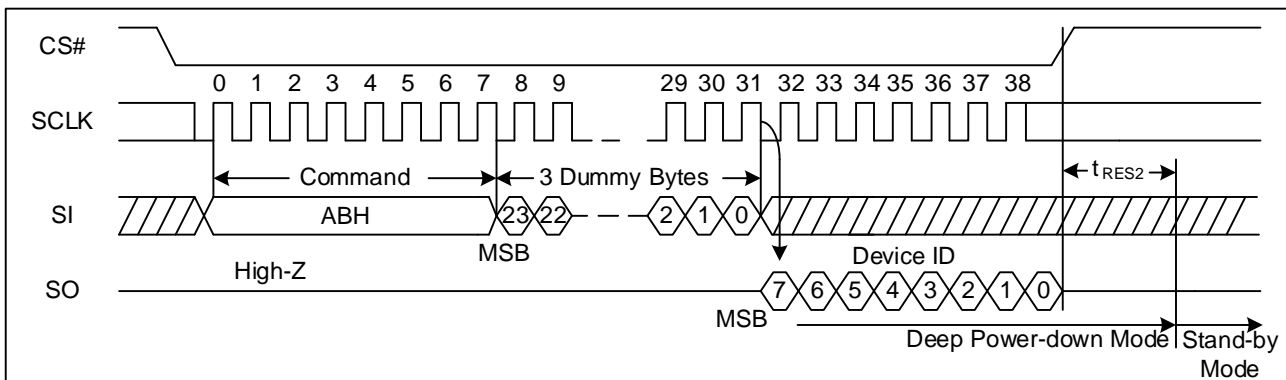 CS#
0 1 2 3 4 5 6 7 8 9 29 30 31 32 33 34 35 36 37 38
SCLK
Command 3 Dummy Bytes tRES2
SI ABH 23 22 2 1 0
MSB
High-Z Device ID
SO 7 6 5 4 3 2 1 0
MSB
Deep Power-down Mode Stand-by
Mode